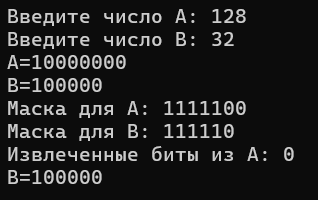 Введите число A: 128
Введите число B: 32
A=10000000
B=100000
Маска для A: 1111100
Маска для B: 111110
Извлеченные биты из A: 0
B=100000